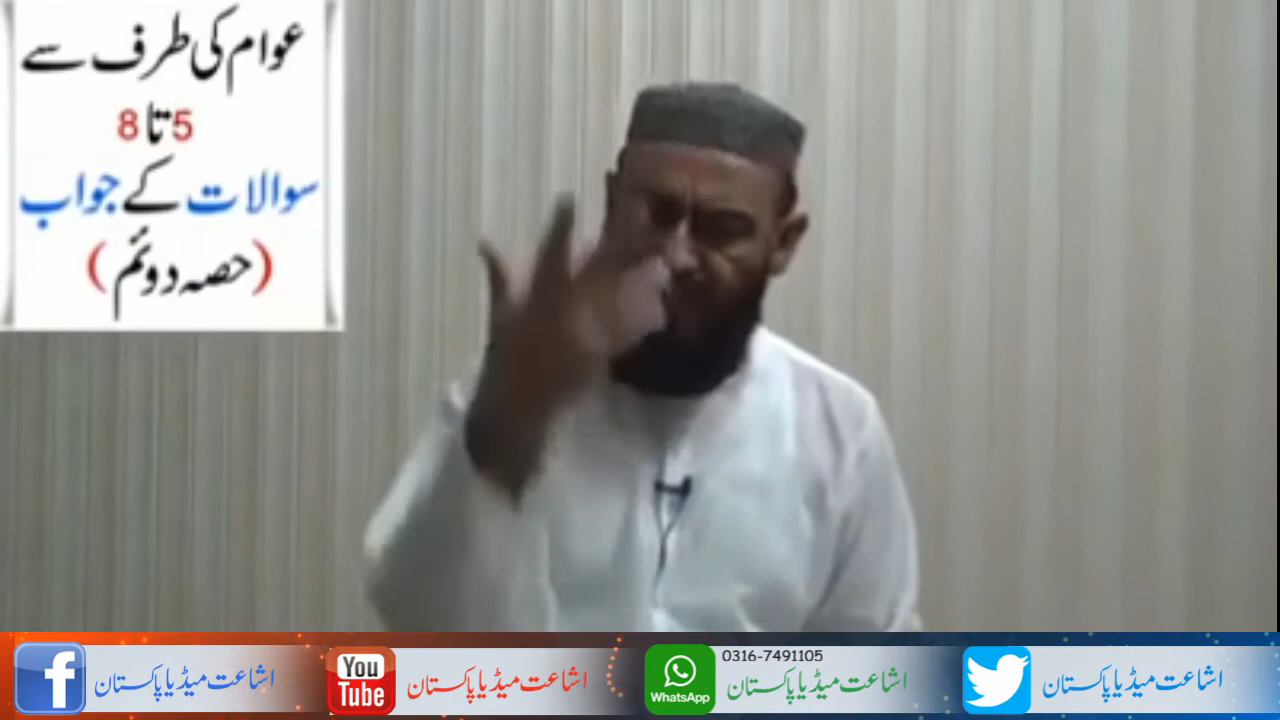 عوام کی طرف سے
5 تا 8
سوالات کے جواب
(حصہ دوئم)
اشاعت میڈیا پاکستان
You
Tube
اشاعت میڈیا پاکستان
WhatsApp
0316-7491105
اشاعت میڈیا پاکستان
اشاعت میڈیا پاکستان